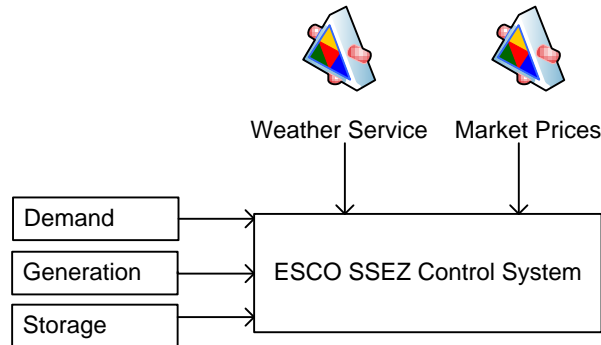 Weather Service
Market Prices
Demand
Generation
ESCO SSEZ Control System
Storage